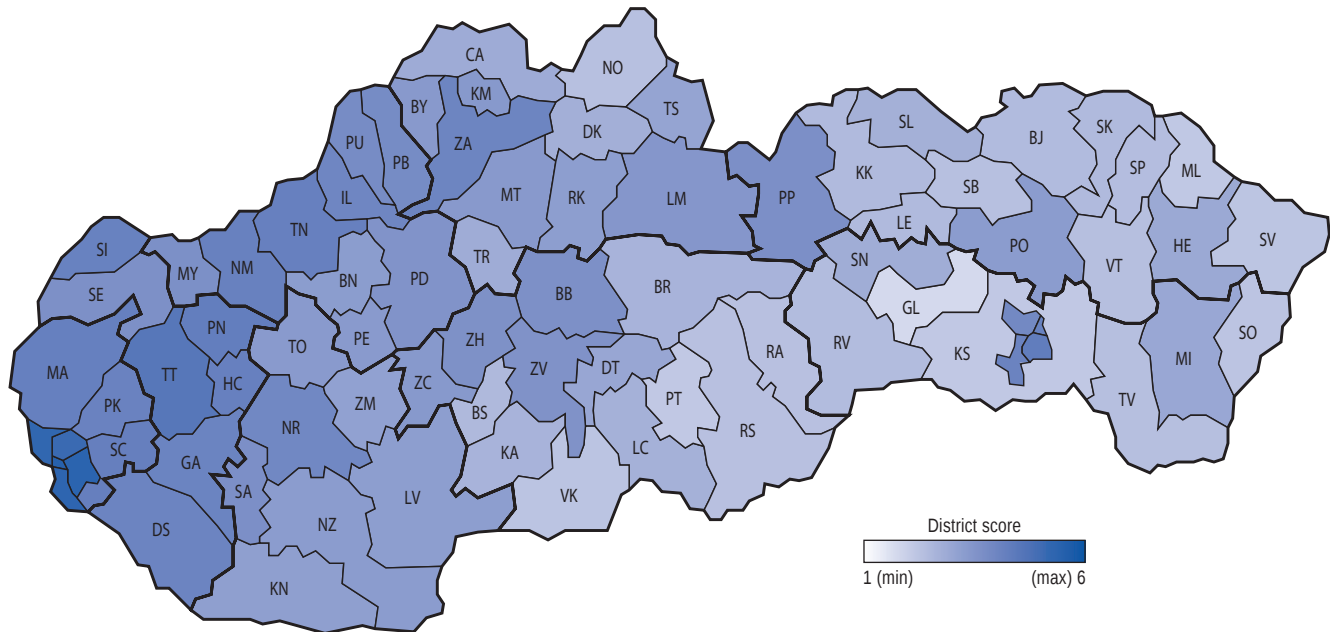 CA
NO
KM
BY
TS
DK
ZA
PU
PB
SL
BJ
SK
SP
ML
KK
SB
IL
MT
RK
LM
PP
LE
TN
SI
MY
NM
TR
PO
VT
HE
SV
BN
PD
SN
SE
BB
BR
GL
PN
PE
ZH
TO
RV
KS
SO
RA
MA
TT
HC
ZC
ZV
DT
MI
PK
ZM
BS
PT
TV
NR
RS
SC
GA
KA
LC
SA
LV
VK
DS
NZ
KN
District score
1 (min)
(max) 6